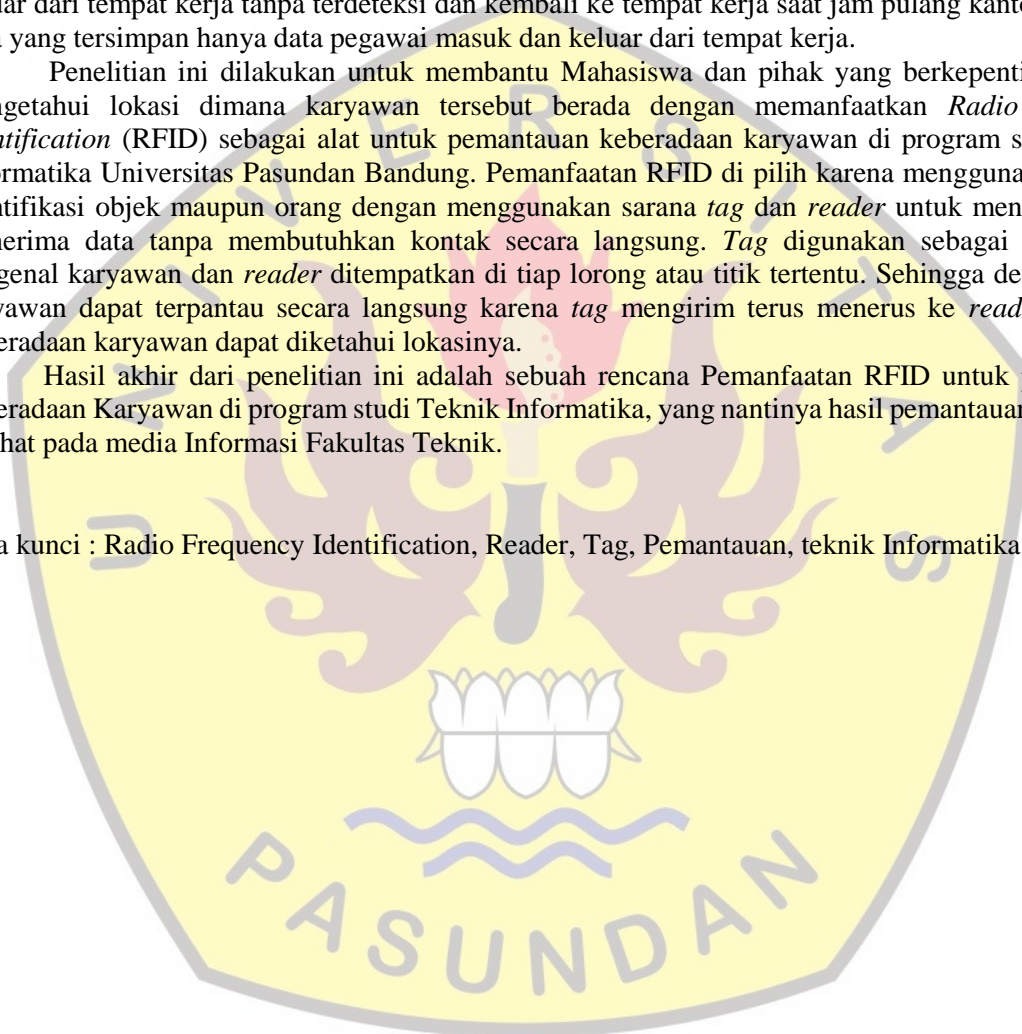 uar dari tempat kerja tanpa terdeteksi dan kembali ke tempat kerja saat jam pulang kanto
a yang tersimpan hanya data pegawai masuk dan keluar dari tempat kerja.
Penelitian ini dilakukan untuk membantu Mahasiswa dan pihak yang berkepenti
ngetahui lokasi dimana karyawan tersebut berada dengan memanfaatkan Radio
ntification (RFID) sebagai alat untuk pemantauan keberadaan karyawan di program s
ormatika Universitas Pasundan Bandung. Pemanfaatan RFID di pilih karena mengguna
ntifikasi objek maupun orang dengan menggunakan sarana tag dan reader untuk men
nerima data tanpa membutuhkan kontak secara langsung. Tag digunakan sebagai
ngenal karyawan dan reader ditempatkan di tiap lorong atau titik tertentu. Sehingga de
yawan dapat terpantau secara langsung karena tag mengirim terus menerus ke read
eradaan karyawan dapat diketahui lokasinya.
Hasil akhir dari penelitian ini adalah sebuah rencana Pemanfaatan RFID untuk
eradaan Karyawan di program studi Teknik Informatika, yang nantinya hasil pemantauan
hat pada media Informasi Fakultas Teknik.
a kunci : Radio Frequency Identification, Reader, Tag, Pemantauan, teknik Informatika
UNIVERSITAS
PASUNDAN